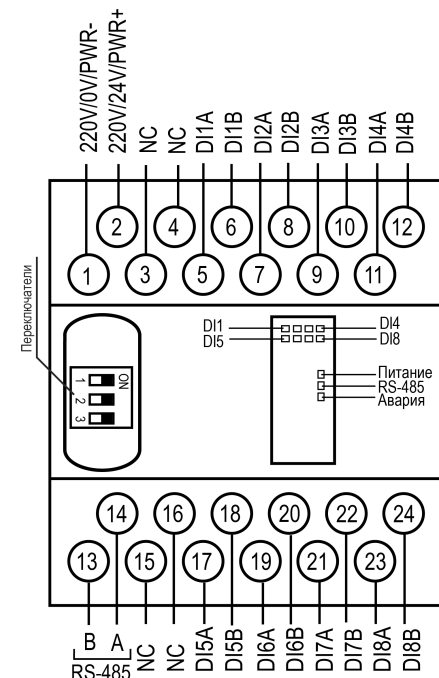 220V/0V/PWR-
220V/24V/PWR+
NC
NC
DI1A
DI1B
DI2A
DI2B
DI3A
DI3B
DI4A
DI4B
2
4
6
8
10
12
1
3
5
7
9
11
Переключатели
ON
1
2
3
DI1
DI4
DI5
DI8
Питание
RS-485
Авария
14
16
18
20
22
24
13
15
17
19
21
23
B A
RS-485
NC
NC
DI5A
DI5B
DI6A
DI6B
DI7A
DI7B
DI8A
DI8B